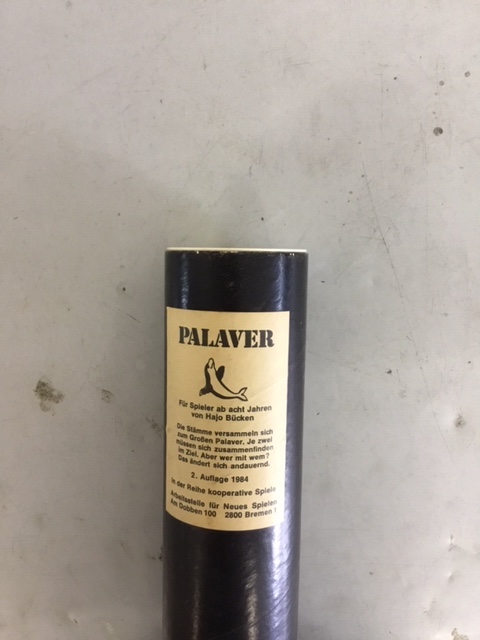 PALAVER
Für Spieler ab acht Jahren
von Hajo Bücken
Die Stämme versammeln sich
zum Großen Palaver. Je zwei
müssen sich zusammenfinden
im Ziel. Aber wer mit wem?
Das ändert sich andauernd.
2. Auflage 1984
in der Reihe kooperative Spiele
Arbeitsstelle für Neues Spielen
Am Dobben 100 2800 Bremen 1